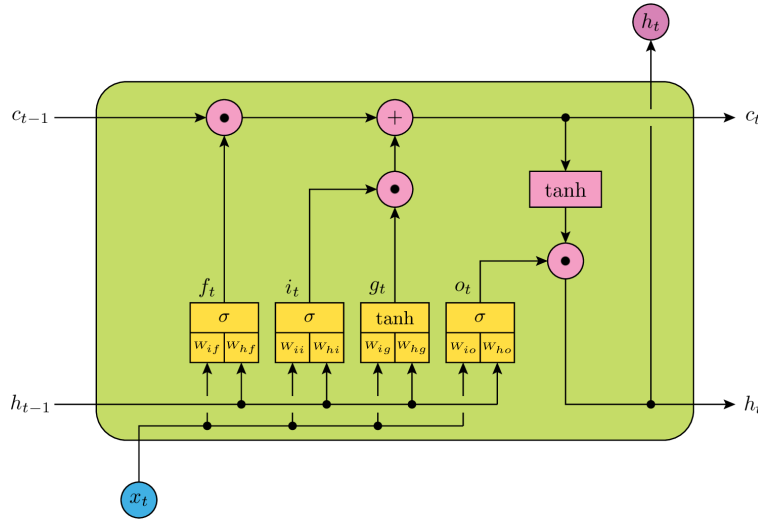 h_t
c_{t-1} + c_t
tanh
f_t i_t g_t o_t
σ σ tanh σ
W_{if} W_{hf} W_{ii} W_{hi} W_{ig} W_{hg} W_{io} W_{ho}
h_{t-1} h_t
x_t